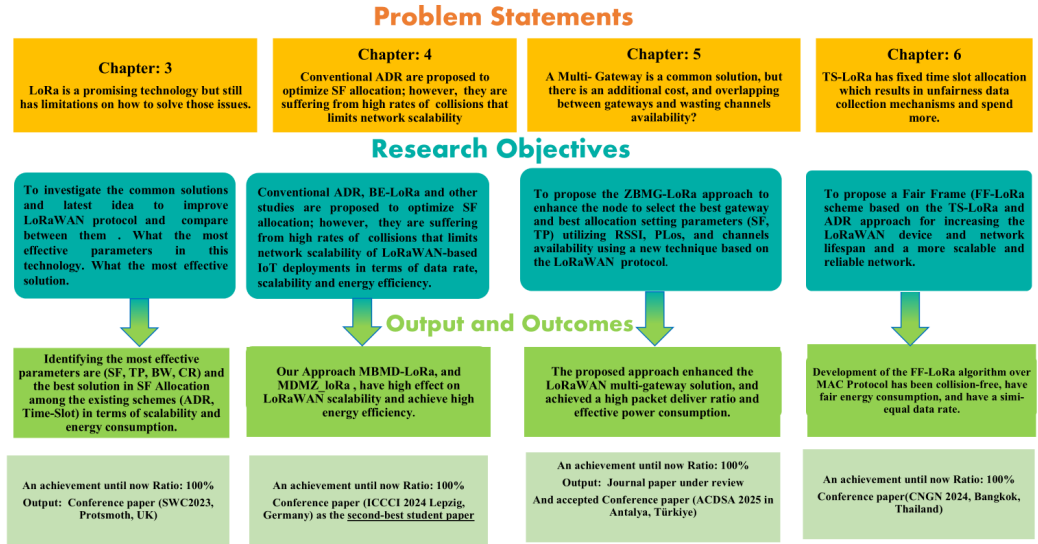 Problem Statements
Chapter: 3
LoRa is a promising technology but still
has limitations on how to solve those issues.
Chapter: 4
Conventional ADR are proposed to
optimize SF allocation; however, they are
suffering from high rates of collisions that
limits network scalability
Chapter: 5
A Multi- Gateway is a common solution, but
there is an additional cost, and overlapping
between gateways and wasting channels
availability?
Chapter: 6
TS-LoRa has fixed time slot allocation
which results in unfairness data
collection mechanisms and spend
more.
Research Objectives
To investigate the common solutions
and latest idea to improve
LoRaWAN protocol and compare
between them . What the most
effective parameters in this
technology. What the most effective
solution.
Conventional ADR, BE-LoRa and other
studies are proposed to optimize SF
allocation; however, they are suffering
from high rates of collisions that limits
network scalability of LoRaWAN-based
IoT deployments in terms of data rate,
scalability and energy efficiency.
To propose the ZBMG-LoRa approach to
enhance the node to select the best gateway
and best allocation setting parameters (SF,
TP) utilizing RSSI, PLos, and channels
availability using a new technique based on
the LoRaWAN protocol.
To propose a Fair Frame (FF-LoRa
scheme based on the TS-LoRa and
ADR approach for increasing the
LoRaWAN device and network
lifespan and a more scalable and
reliable network.
Output and Outcomes
Identifying the most effective
parameters are (SF, TP, BW, CR) and
the best solution in SF Allocation
among the existing schemes (ADR,
Time-Slot) in terms of scalability and
energy consumption.
Our Approach MBMD-LoRa, and
MDMZ_loRa , have high effect on
LoRaWAN scalability and achieve high
energy efficiency.
The proposed approach enhanced the
LoRaWAN multi-gateway solution, and
achieved a high packet deliver ratio and
effective power consumption.
Development of the FF-LoRa algorithm over
MAC Protocol has been collision-free, have
fair energy consumption, and have a simi-
equal data rate.
An achievement until now Ratio: 100%
Output: Conference paper (SWC2023,
Protsmoth, UK)
An achievement until now Ratio: 100%
Conference paper (ICCCI 2024 Lepzig,
Germany) as the second-best student paper
An achievement until now Ratio: 100%
Output: Journal paper under review
And accepted Conference paper (ACDSA 2025 in
Antalya, Türkiye)
An achievement until now Ratio: 100%
Conference paper(CNGN 2024, Bangkok,
Thailand)